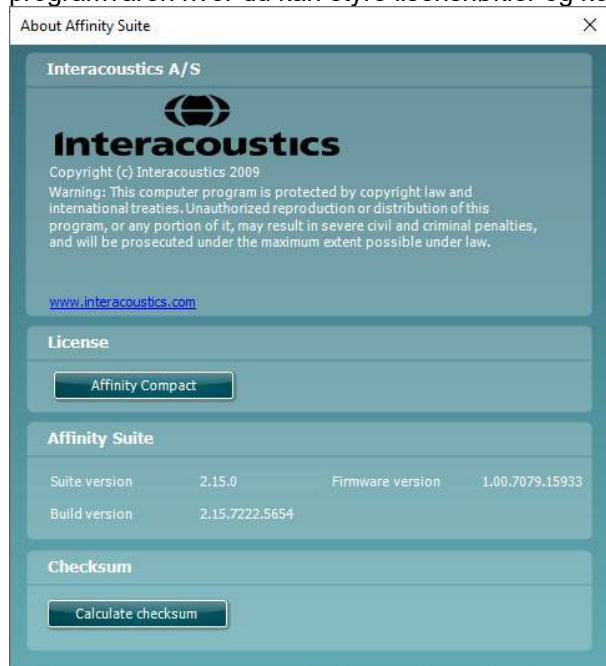 About Affinity Suite
Interacoustics A/S
Interacoustics
Copyright (c) Interacoustics 2009
Warning: This computer program is protected by copyright law and
international treaties. Unauthorized reproduction or distribution of this
program, or any portion of it, may result in severe civil and criminal penalties,
and will be prosecuted under the maximum extent possible under law.
www.interacoustics.com
License
Affinity Compact
Affinity Suite
Suite version 2.15.0 Firmware version 1.00.7079.15933
Build version 2.15.7222.5654
Checksum
Calculate checksum